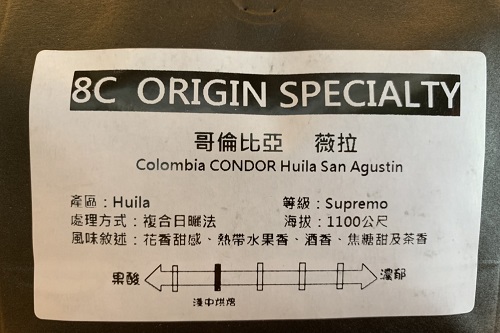 8C ORIGIN SPECIALTY
哥倫比亞 薇拉
Colombia CONDOR Huila San Agustin
產區：Huila 等級：Supremo
處理方式：複合日曬法 海拔：1100公尺
風味敘述：花香甜感、熱帶水果香、酒香、焦糖甜及茶香
果酸 濃郁
淺中烘焙